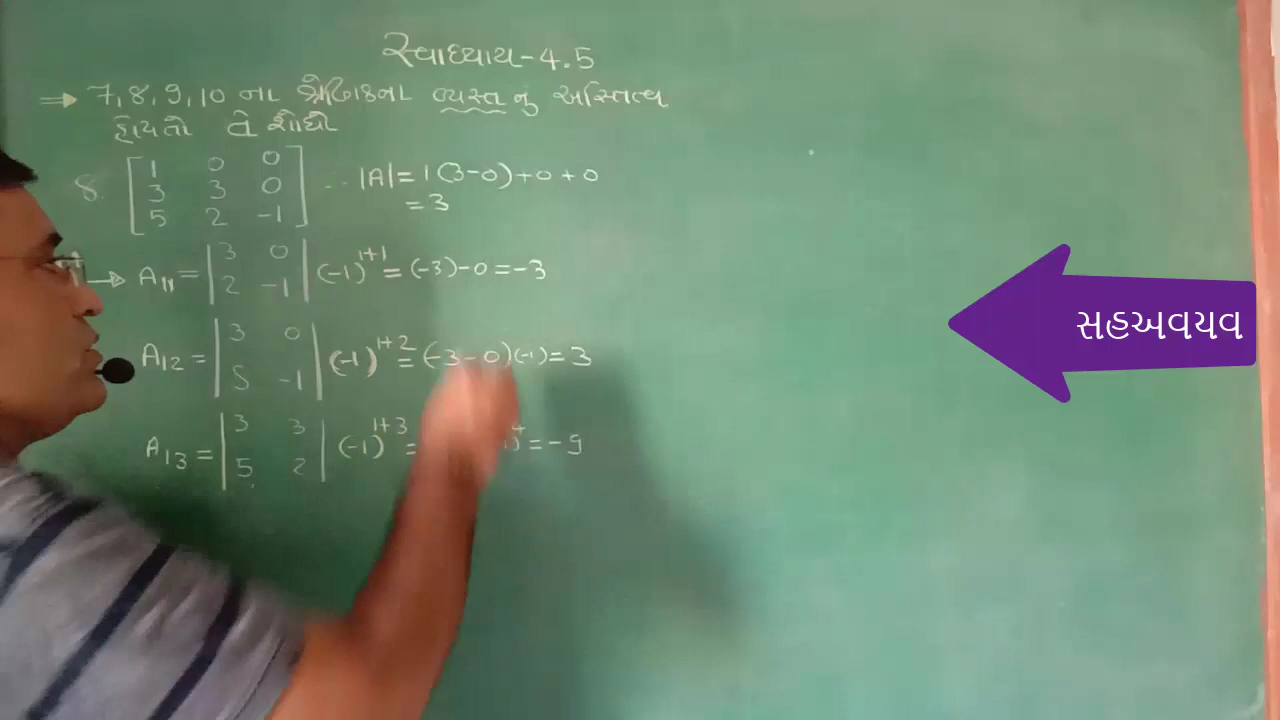 સ્વાધ્યાય-4.5
⇒ 7,8,9,10 ના શ્રેણિકના વ્યસ્ત નું અસ્તિત્વ
હોય તો તે શોધો
8. [1 0 0
3 3 0
5 2 -1] ∴ |A| = 1(3-0)+0+0
= 3
→ A11 = |3 0
2 -1| (-1)^1+1 = (-3)-0 = -3
A12 = |3 0
5 -1| (-1)^1+2 = (-3-0)(-1) = 3
A13 = |3 3
5 2| (-1)^1+3 = = -9
સહઅવયવ